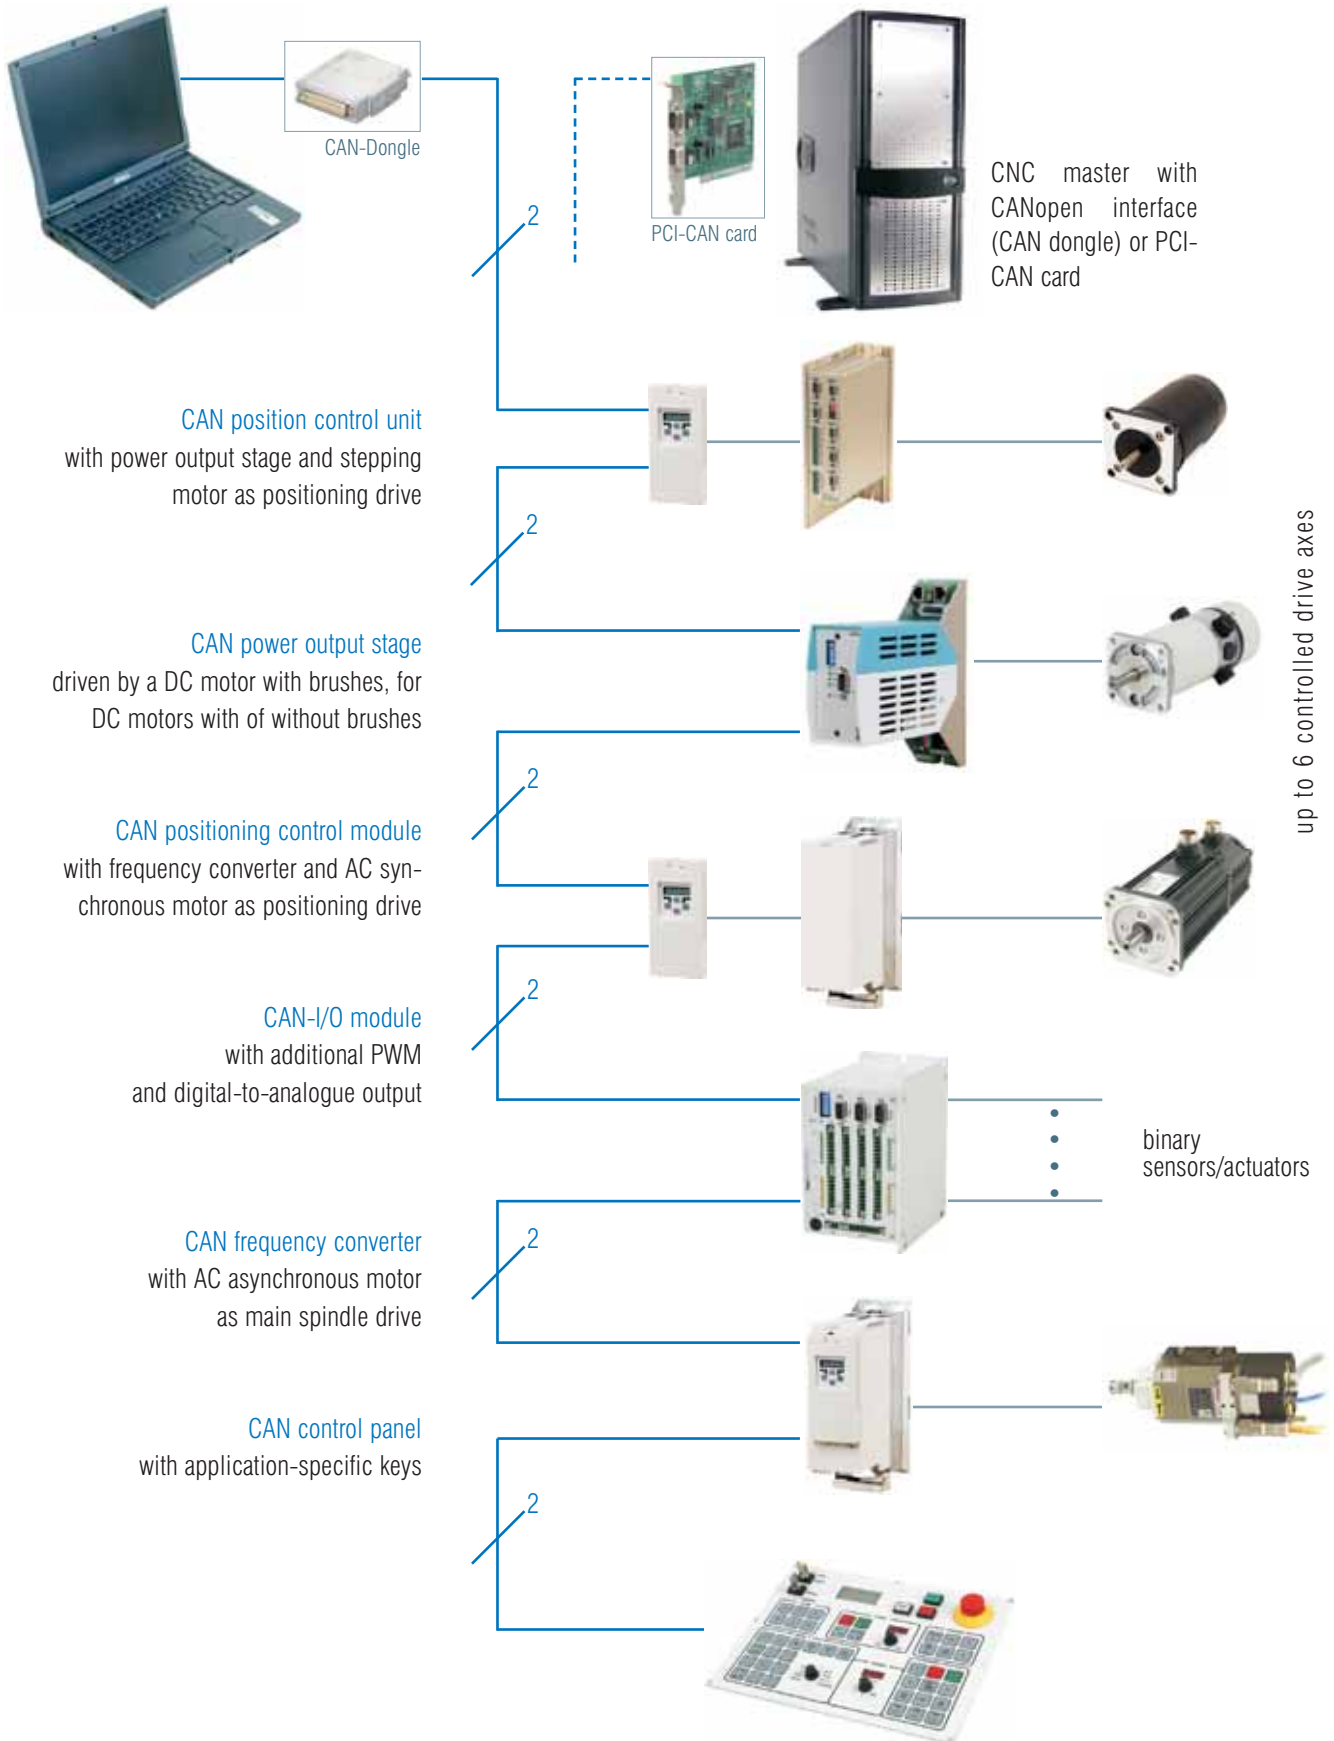 CAN-Dongle
PCI-CAN card
CNC master with
CANopen interface
(CAN dongle) or PCI-
CAN card
2
CAN position control unit
with power output stage and stepping
motor as positioning drive
2
CAN power output stage
driven by a DC motor with brushes, for
DC motors with of without brushes
up to 6 controlled drive axes
2
CAN positioning control module
with frequency converter and AC syn-
chronous motor as positioning drive
2
CAN-I/O module
with additional PWM
and digital-to-analogue output
binary
sensors/actuators
2
CAN frequency converter
with AC asynchronous motor
as main spindle drive
CAN control panel
with application-specific keys
2